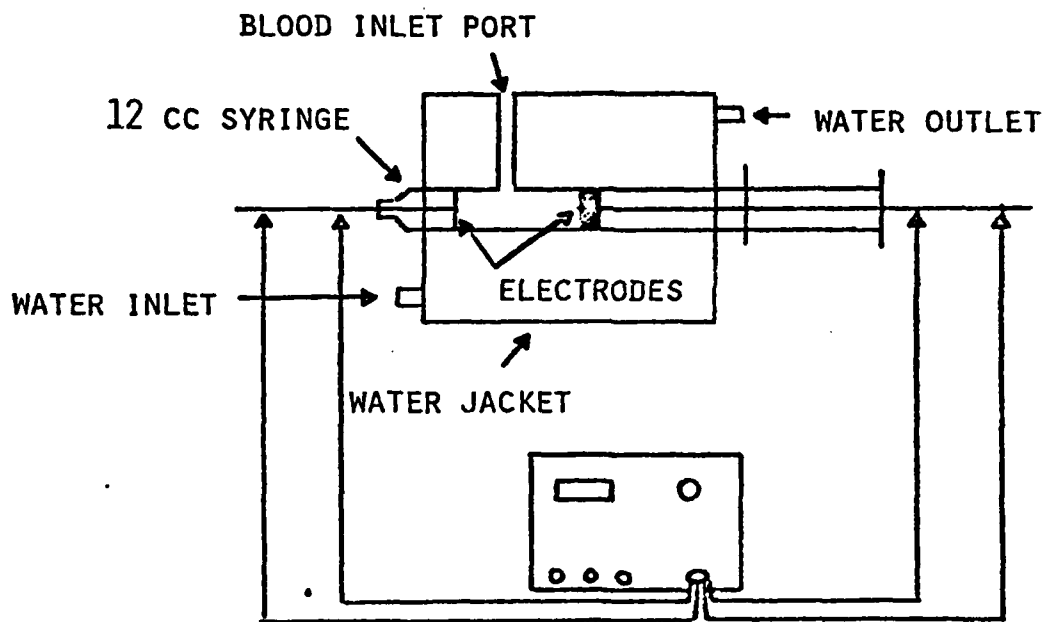 BLOOD INLET PORT
12 CC SYRINGE
WATER OUTLET
WATER INLET
ELECTRODES
WATER JACKET